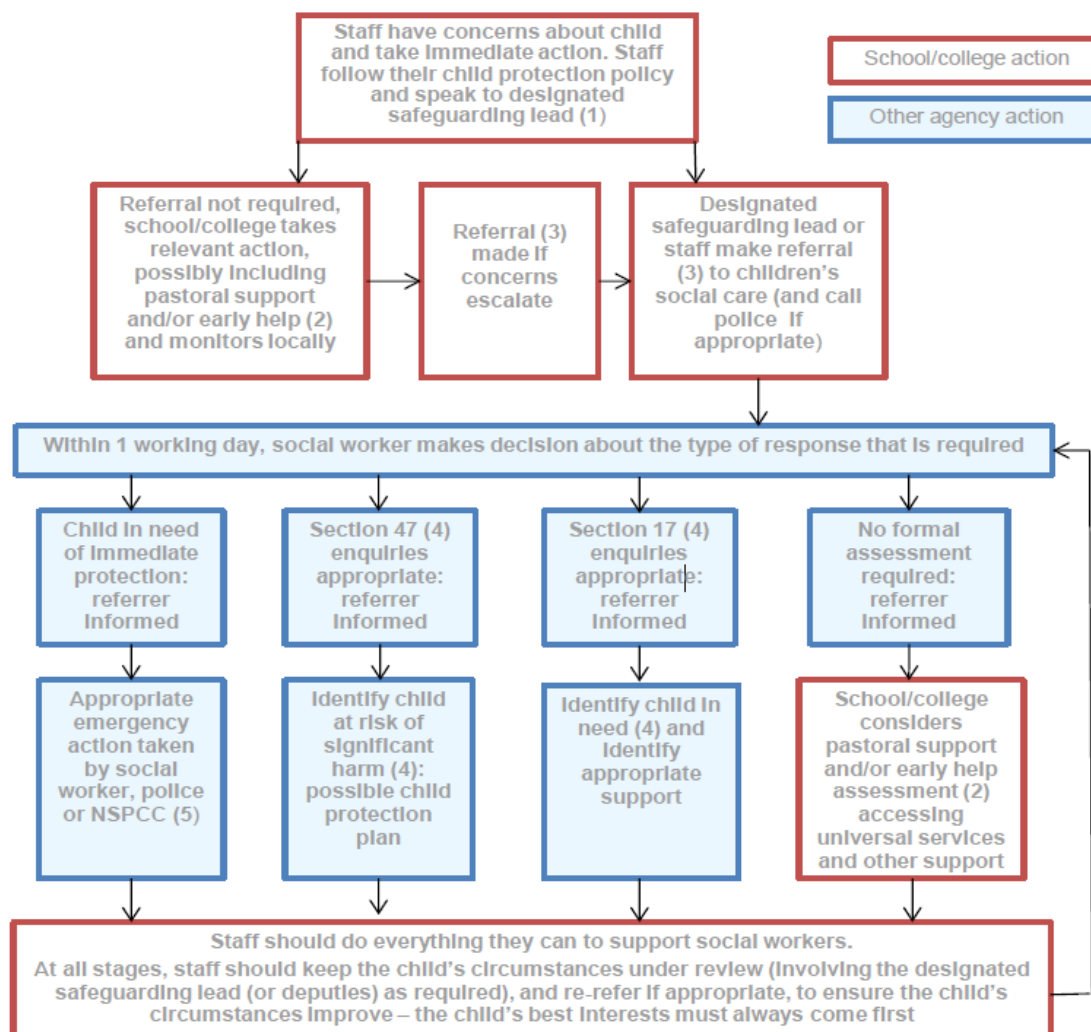 Staff have concerns about child
and take immediate action. Staff
follow their child protection policy
and speak to designated
safeguarding lead (1)
School/college action
Other agency action
Referral not required,
school/college takes
relevant action,
possibly including
pastoral support
and/or early help (2)
and monitors locally
Referral (3)
made if
concerns
escalate
Designated
safeguarding lead or
staff make referral
(3) to children's
social care (and call
police if
appropriate)
Within 1 working day, social worker makes decision about the type of response that is required
Child in need
of immediate
protection:
referrer
informed
Section 47 (4)
enquiries
appropriate:
referrer
informed
Section 17 (4)
enquiries
appropriate:
referrer
informed
No formal
assessment
required:
referrer
informed
Appropriate
emergency
action taken
by social
worker, police
or NSPCC (5)
Identify child
at risk of
significant
harm (4):
possible child
protection
plan
Identify child in
need (4) and
identify
appropriate
support
School/college
considers
pastoral support
and/or early help
assessment (2)
accessing
universal services
and other support
Staff should do everything they can to support social workers.
At all stages, staff should keep the child's circumstances under review (involving the designated
safeguarding lead (or deputies) as required), and re-refer if appropriate, to ensure the child's
circumstances improve – the child's best interests must always come first